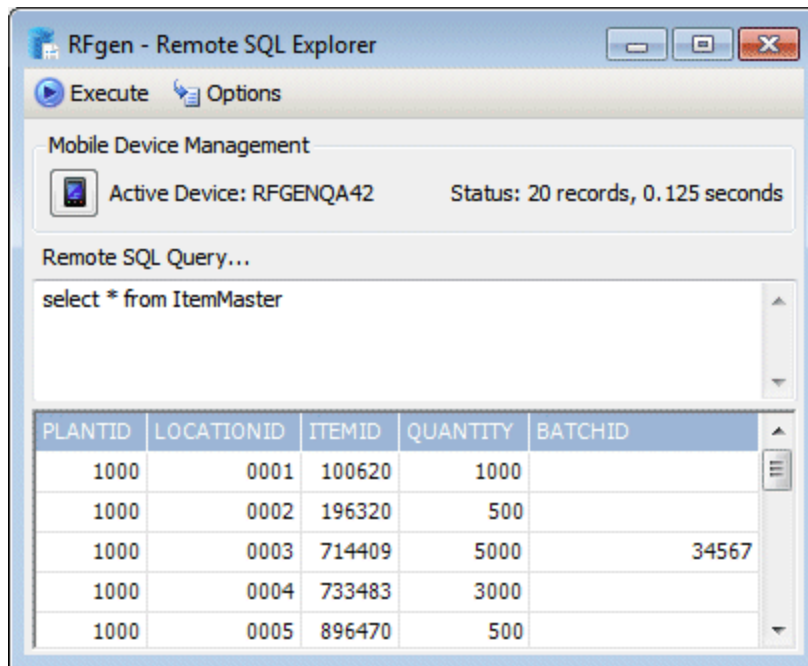 RFgen - Remote SQL Explorer
Execute Options
Mobile Device Management
Active Device: RFGENQA42 Status: 20 records, 0.125 seconds
Remote SQL Query...
select * from ItemMaster
PLANTID LOCATIONID ITEMID QUANTITY BATCHID
1000 0001 100620 1000
1000 0002 196320 500
1000 0003 714409 5000 34567
1000 0004 733483 3000
1000 0005 896470 500